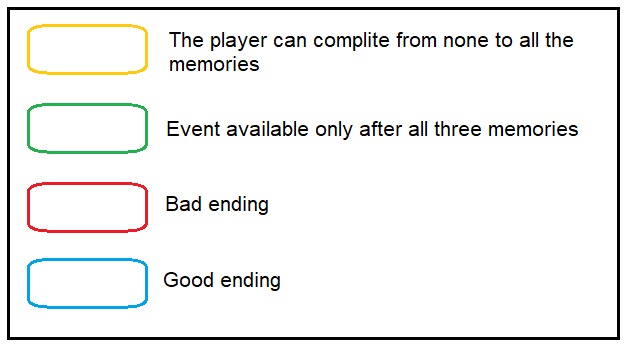 The player can complite from none to all the
memories
Event available only after all three memories
Bad ending
Good ending